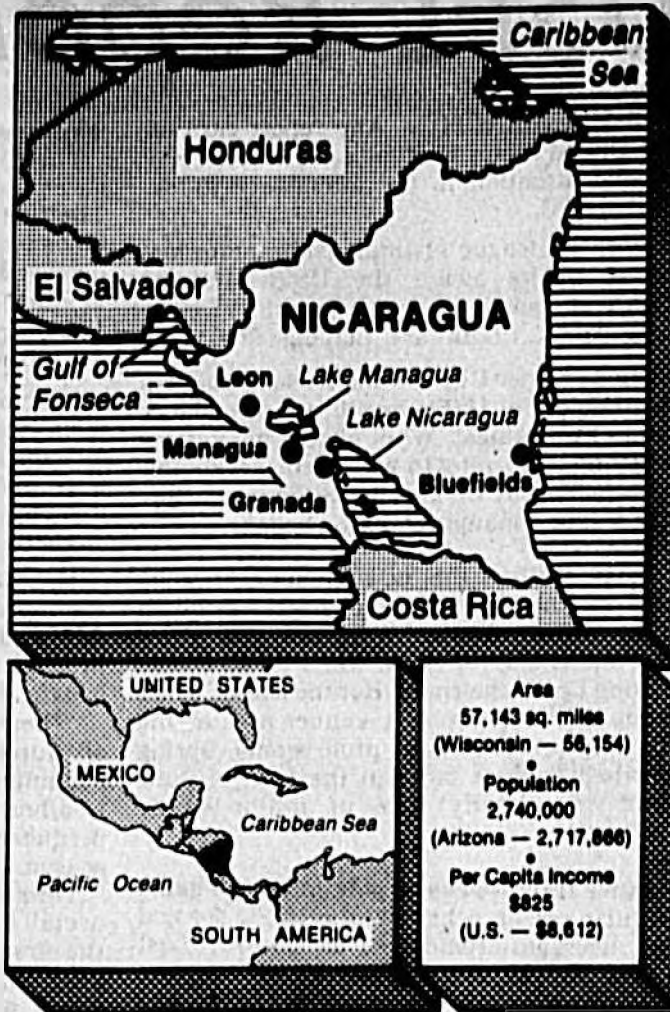 Caribbean
Sea
Honduras
El Salvador
NICARAGUA
Gulf of
Fonseca
Leon
Lake Managua
Lake Nicaragua
Managua
Granada
Bluefields
Costa Rica
UNITED STATES
MEXICO
Caribbean Sea
Pacific Ocean
SOUTH AMERICA
Area
57,143 sq. miles
(Wisconsin — 56,154)
•
Population
2,740,000
(Arizona — 2,717,866)
•
Per Capita Income
$825
(U.S. — $8,612)